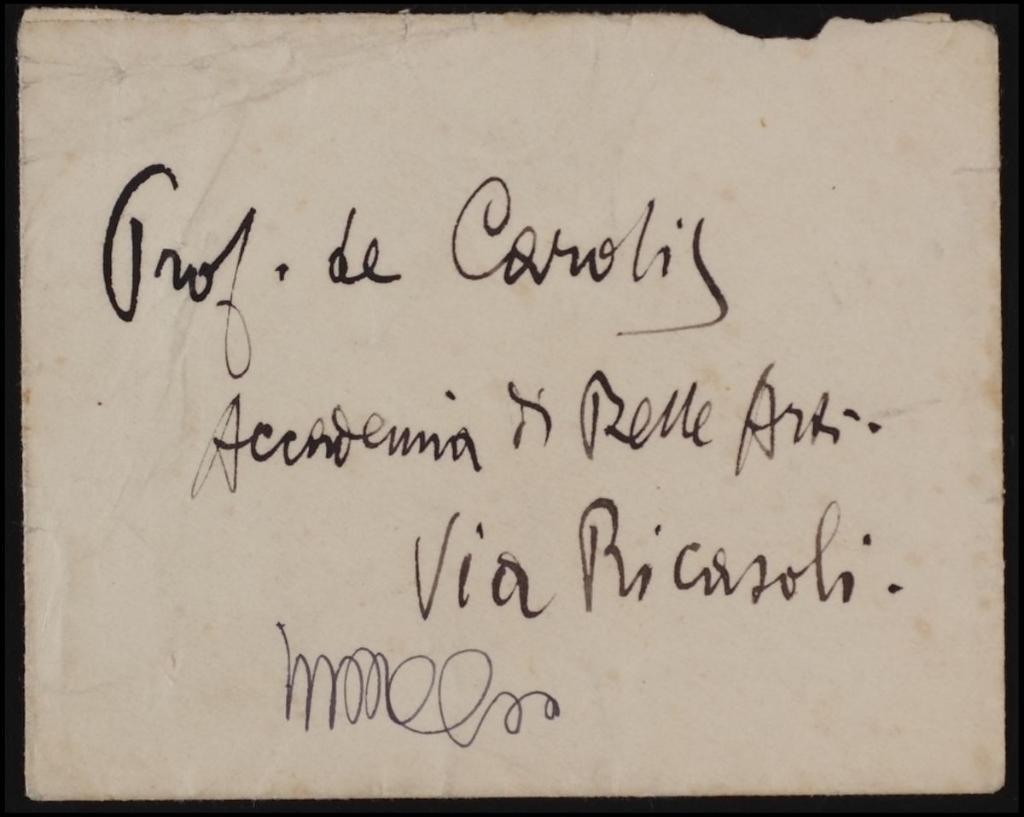 Prof. de Carolis
Accademia di Belle Arti.
Via Ricasoli.